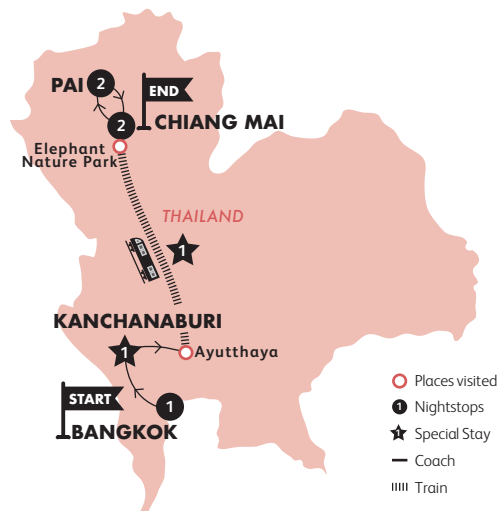 PAI
2
END
2
CHIANG MAI
Elephant
Nature Park
THAILAND
1
KANCHANABURI
1
Ayutthaya
START
1
BANGKOK
Places visited
1 Nightstops
1 Special Stay
Coach
Train